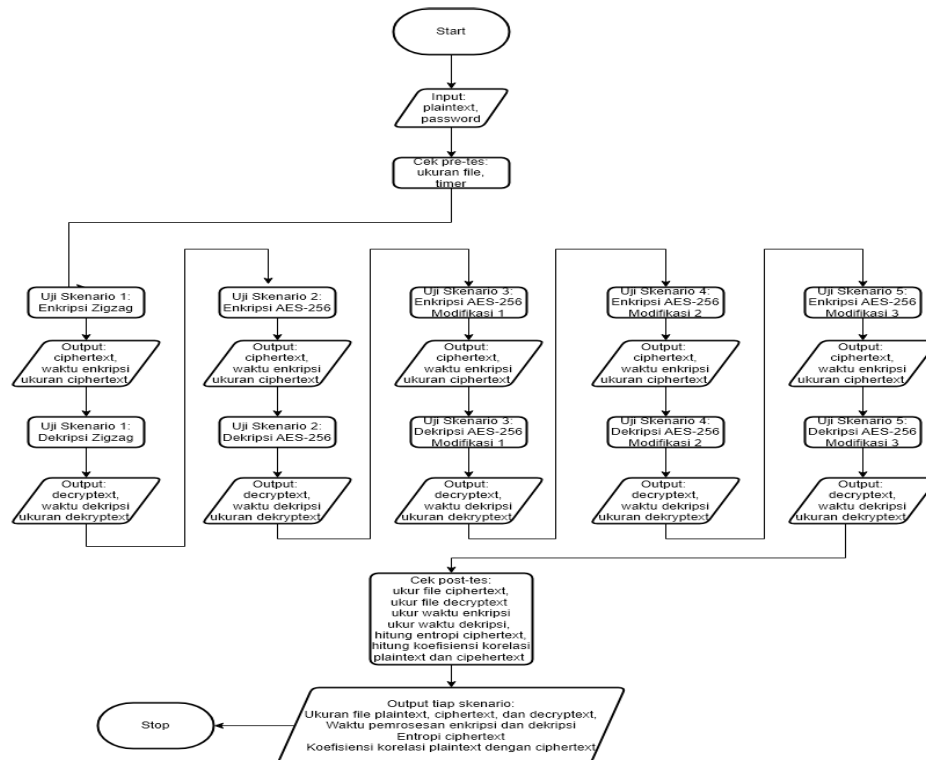 Start
Input:
plaintext,
password
Cek pre-tes:
ukuran file,
timer
Uji Skenario 1:
Enkripsi Zigzag
Output:
ciphertext,
waktu enkripsi
ukuran ciphertext
Uji Skenario 1:
Dekripsi Zigzag
Output:
decryptext,
waktu dekripsi
ukuran dekryptext
Uji Skenario 2:
Enkripsi AES-256
Output:
ciphertext,
waktu enkripsi
ukuran ciphertext
Uji Skenario 2:
Dekripsi AES-256
Output:
decryptext,
waktu dekripsi
ukuran dekryptext
Uji Skenario 3:
Enkripsi AES-256
Modifikasi 1
Output:
ciphertext,
waktu enkripsi
ukuran ciphertext
Uji Skenario 3:
Dekripsi AES-256
Modifikasi 1
Output:
decryptext,
waktu dekripsi
ukuran dekryptext
Uji Skenario 4:
Enkripsi AES-256
Modifikasi 2
Output:
ciphertext,
waktu enkripsi
ukuran ciphertext
Uji Skenario 4:
Dekripsi AES-256
Modifikasi 2
Output:
decryptext,
waktu dekripsi
ukuran dekryptext
Uji Skenario 5:
Enkripsi AES-256
Modifikasi 3
Output:
ciphertext,
waktu enkripsi
ukuran ciphertext
Uji Skenario 5:
Dekripsi AES-256
Modifikasi 3
Output:
decryptext,
waktu dekripsi
ukuran dekryptext
Cek post-tes:
ukur file ciphertext,
ukur file decryptext
ukur waktu enkripsi
ukur waktu dekripsi,
hitung entropi ciphertext,
hitung koefisiensi korelasi
plaintext dan cipehertext
Output tiap skenario:
Ukuran file plaintext, ciphertext, dan decryptext,
Waktu pemrosesan enkripsi dan dekripsi
Entropi ciphertext
Koefisiensi korelasi plaintext dengan ciphertext
Stop